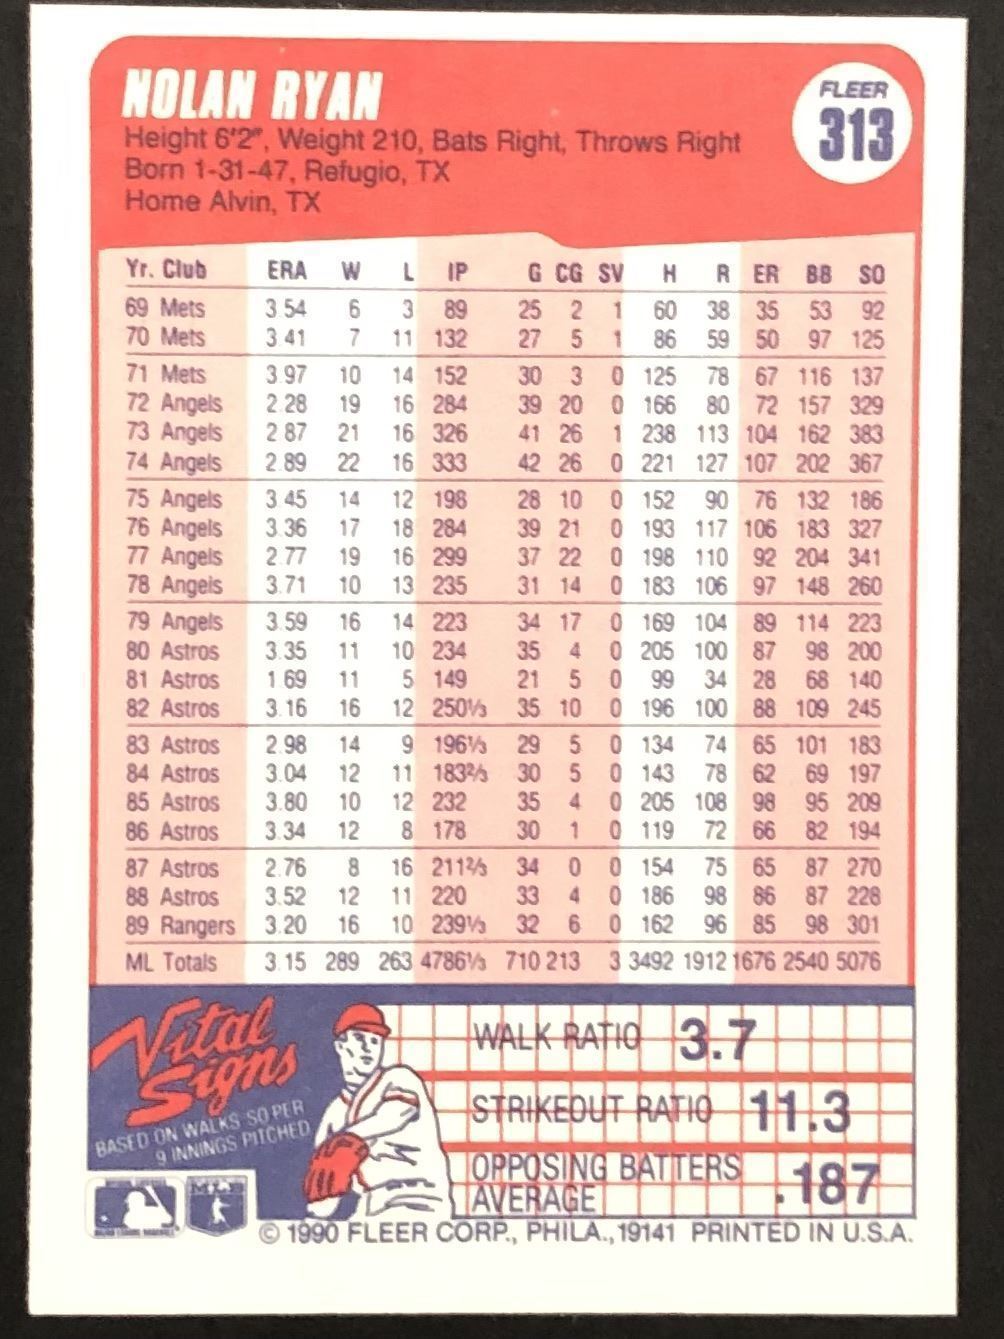 NOLAN RYAN
FLEER
313
Height 6'2", Weight 210, Bats Right, Throws Right
Born 1-31-47, Refugio, TX
Home Alvin, TX
Yr. Club ERA W L IP G CG SV H R ER BB SO
69 Mets 3.54 6 3 89 25 2 1 60 38 35 53 92
70 Mets 3.41 7 11 132 27 5 1 86 59 50 97 125
71 Mets 3.97 10 14 152 30 3 0 125 78 67 116 137
72 Angels 2.28 19 16 284 39 20 0 166 80 72 157 329
73 Angels 2.87 21 16 326 41 26 1 238 113 104 162 383
74 Angels 2.89 22 16 333 42 26 0 221 127 107 202 367
75 Angels 3.45 14 12 198 28 10 0 152 90 76 132 186
76 Angels 3.36 17 18 284 39 21 0 193 117 106 183 327
77 Angels 2.77 19 16 299 37 22 0 198 110 92 204 341
78 Angels 3.71 10 13 235 31 14 0 183 106 97 148 260
79 Angels 3.59 16 14 223 34 17 0 169 104 89 114 223
80 Astros 3.35 11 10 234 35 4 0 205 100 87 98 200
81 Astros 1.69 11 5 149 21 5 0 99 34 28 68 140
82 Astros 3.16 16 12 250⅓ 35 10 0 196 100 88 109 245
83 Astros 2.98 14 9 196⅓ 29 5 0 134 74 65 101 183
84 Astros 3.04 12 11 183⅔ 30 5 0 143 78 62 69 197
85 Astros 3.80 10 12 232 35 4 0 205 108 98 95 209
86 Astros 3.34 12 8 178 30 1 0 119 72 66 82 194
87 Astros 2.76 8 16 211⅔ 34 0 0 154 75 65 87 270
88 Astros 3.52 12 11 220 33 4 0 186 98 86 87 228
89 Rangers 3.20 16 10 239⅓ 32 6 0 162 96 85 98 301
ML Totals 3.15 289 263 4786⅓ 710 213 3 3492 1912 1676 2540 5076
Vital
Signs
BASED ON WALKS SO PER
9 INNINGS PITCHED
WALK RATIO 3.7
STRIKEOUT RATIO 11.3
OPPOSING BATTERS
AVERAGE .187
© 1990 FLEER CORP., PHILA., 19141 PRINTED IN U.S.A.